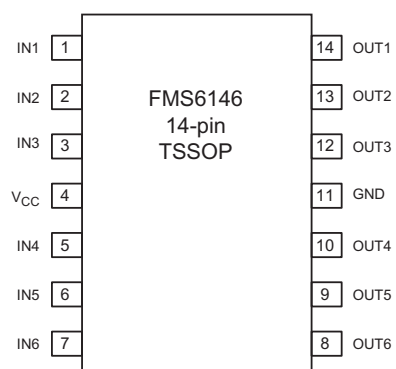 IN1 1 14 OUT1
IN2 2 13 OUT2
FMS6146
14-pin
TSSOP
IN3 3 12 OUT3
VCC 4 11 GND
IN4 5 10 OUT4
IN5 6 9 OUT5
IN6 7 8 OUT6